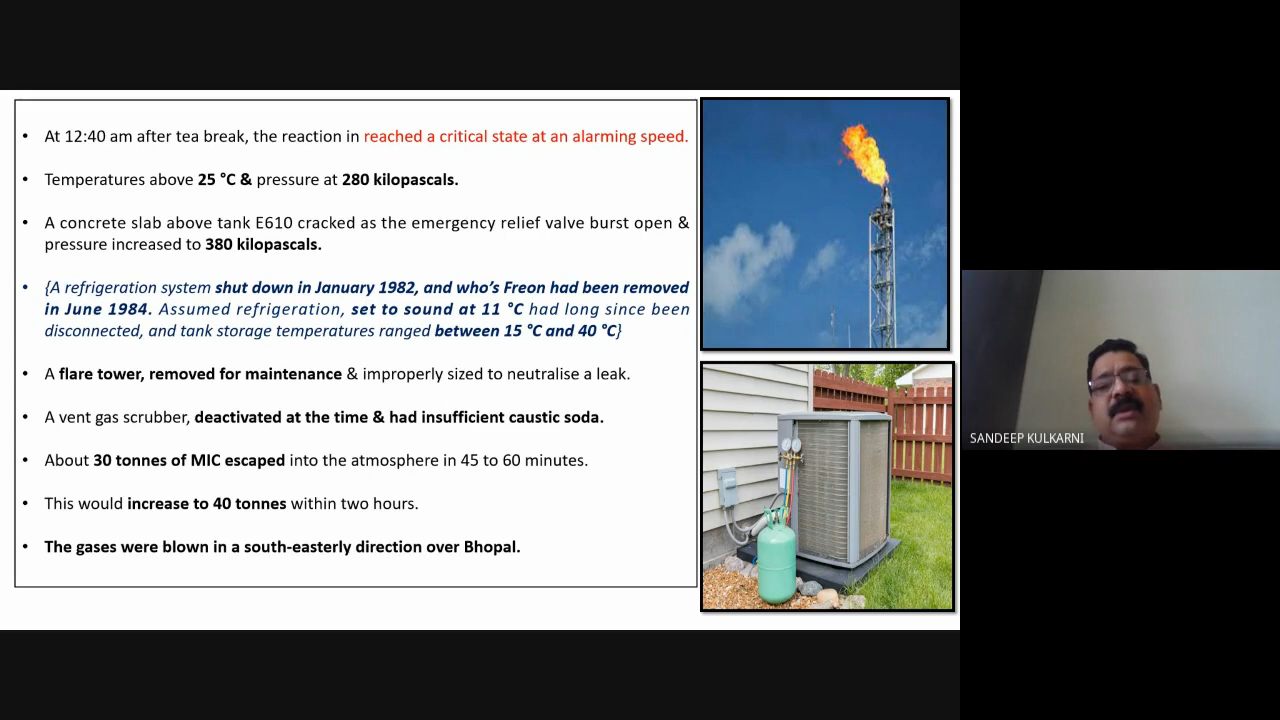 • At 12:40 am after tea break, the reaction in reached a critical state at an alarming speed.
• Temperatures above 25 °C & pressure at 280 kilopascals.
• A concrete slab above tank E610 cracked as the emergency relief valve burst open &
pressure increased to 380 kilopascals.
• {A refrigeration system shut down in January 1982, and who's Freon had been removed
in June 1984. Assumed refrigeration, set to sound at 11 °C had long since been
disconnected, and tank storage temperatures ranged between 15 °C and 40 °C}
• A flare tower, removed for maintenance & improperly sized to neutralise a leak.
• A vent gas scrubber, deactivated at the time & had insufficient caustic soda.
• About 30 tonnes of MIC escaped into the atmosphere in 45 to 60 minutes.
• This would increase to 40 tonnes within two hours.
• The gases were blown in a south-easterly direction over Bhopal.
SANDEEP KULKARNI